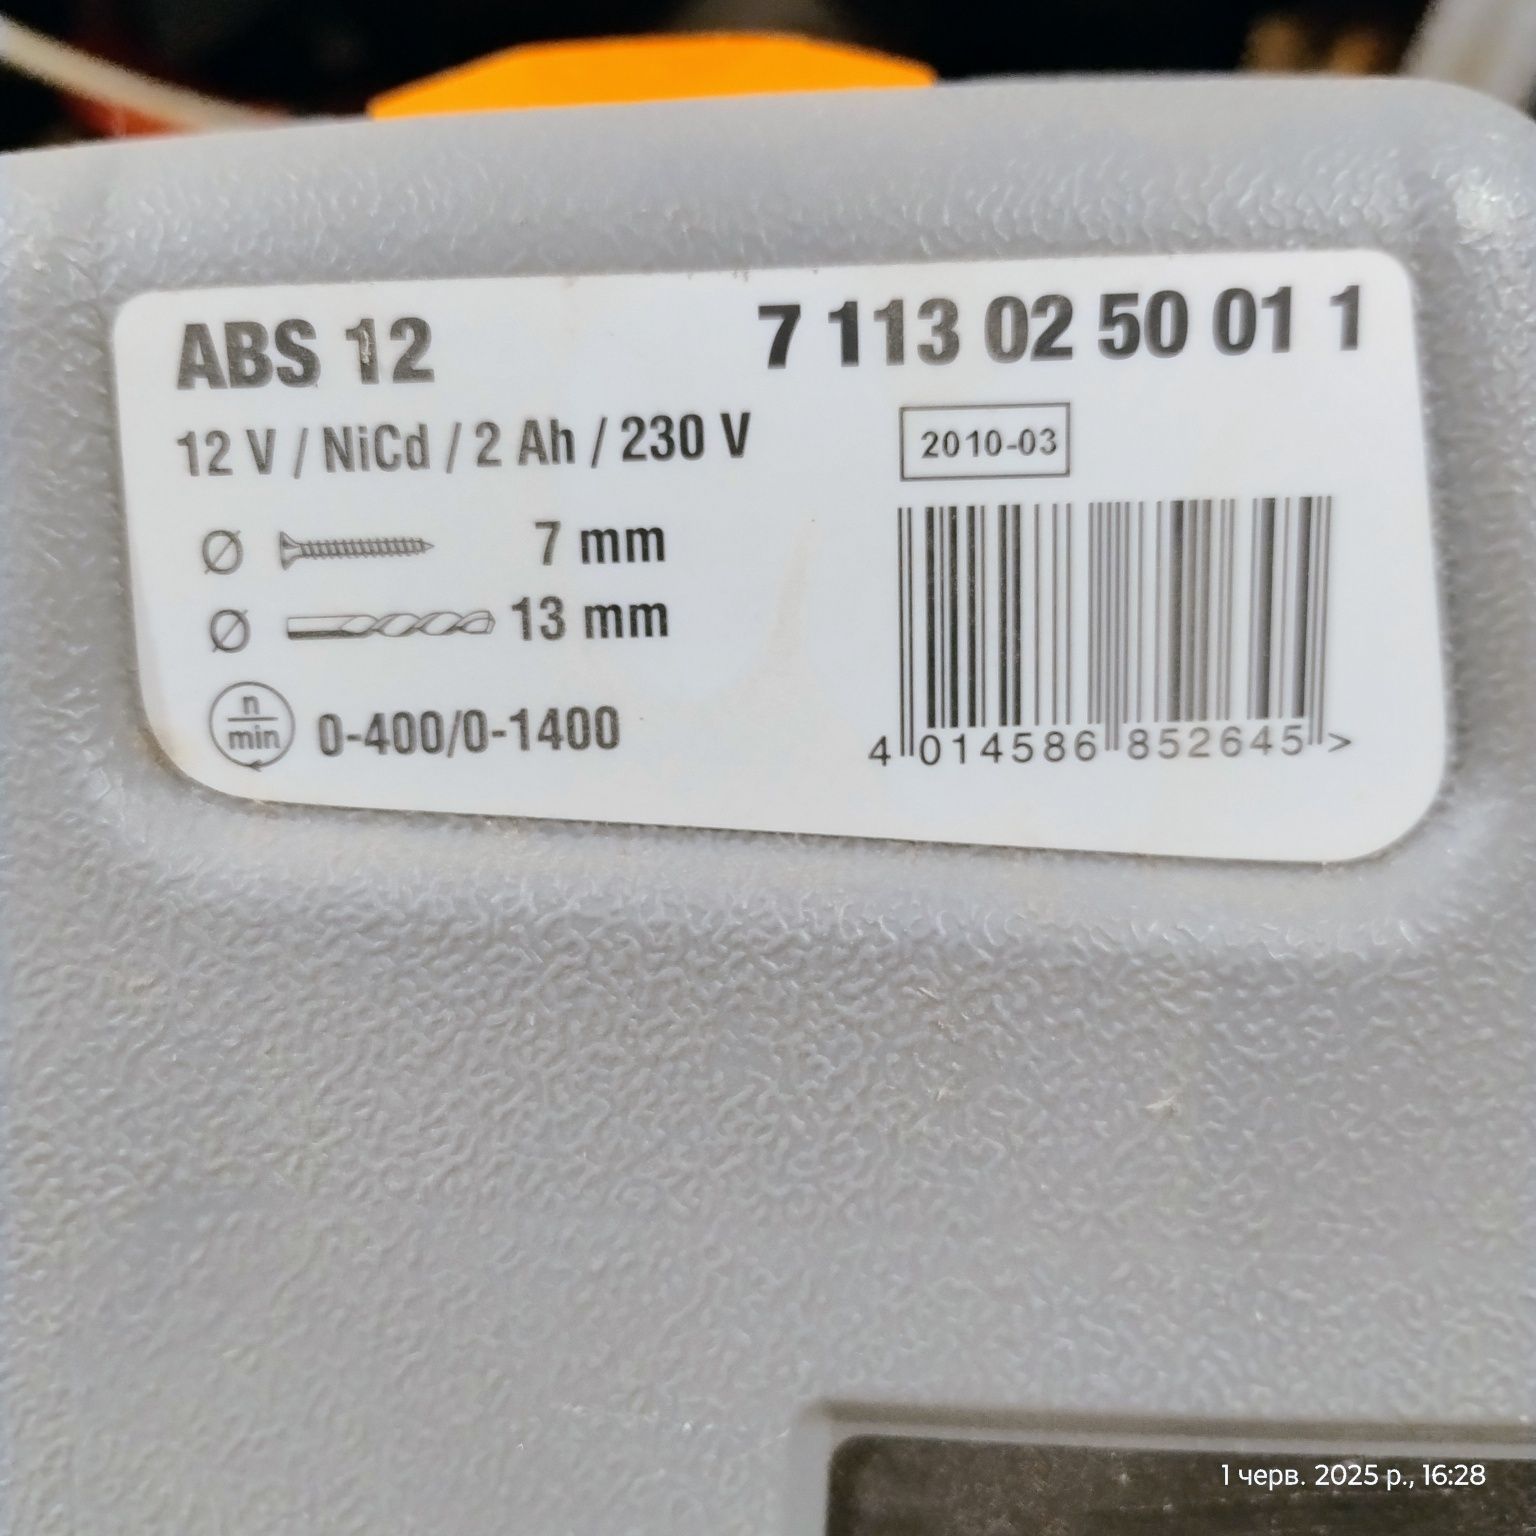 ABS 12 7 113 02 50 01 1
12 V / NiCd / 2 Ah / 230 V
2010-03
Ø 7 mm
Ø 13 mm
n
min
0-400/0-1400
4 014586 852645 >
1 черв. 2025 р., 16:28